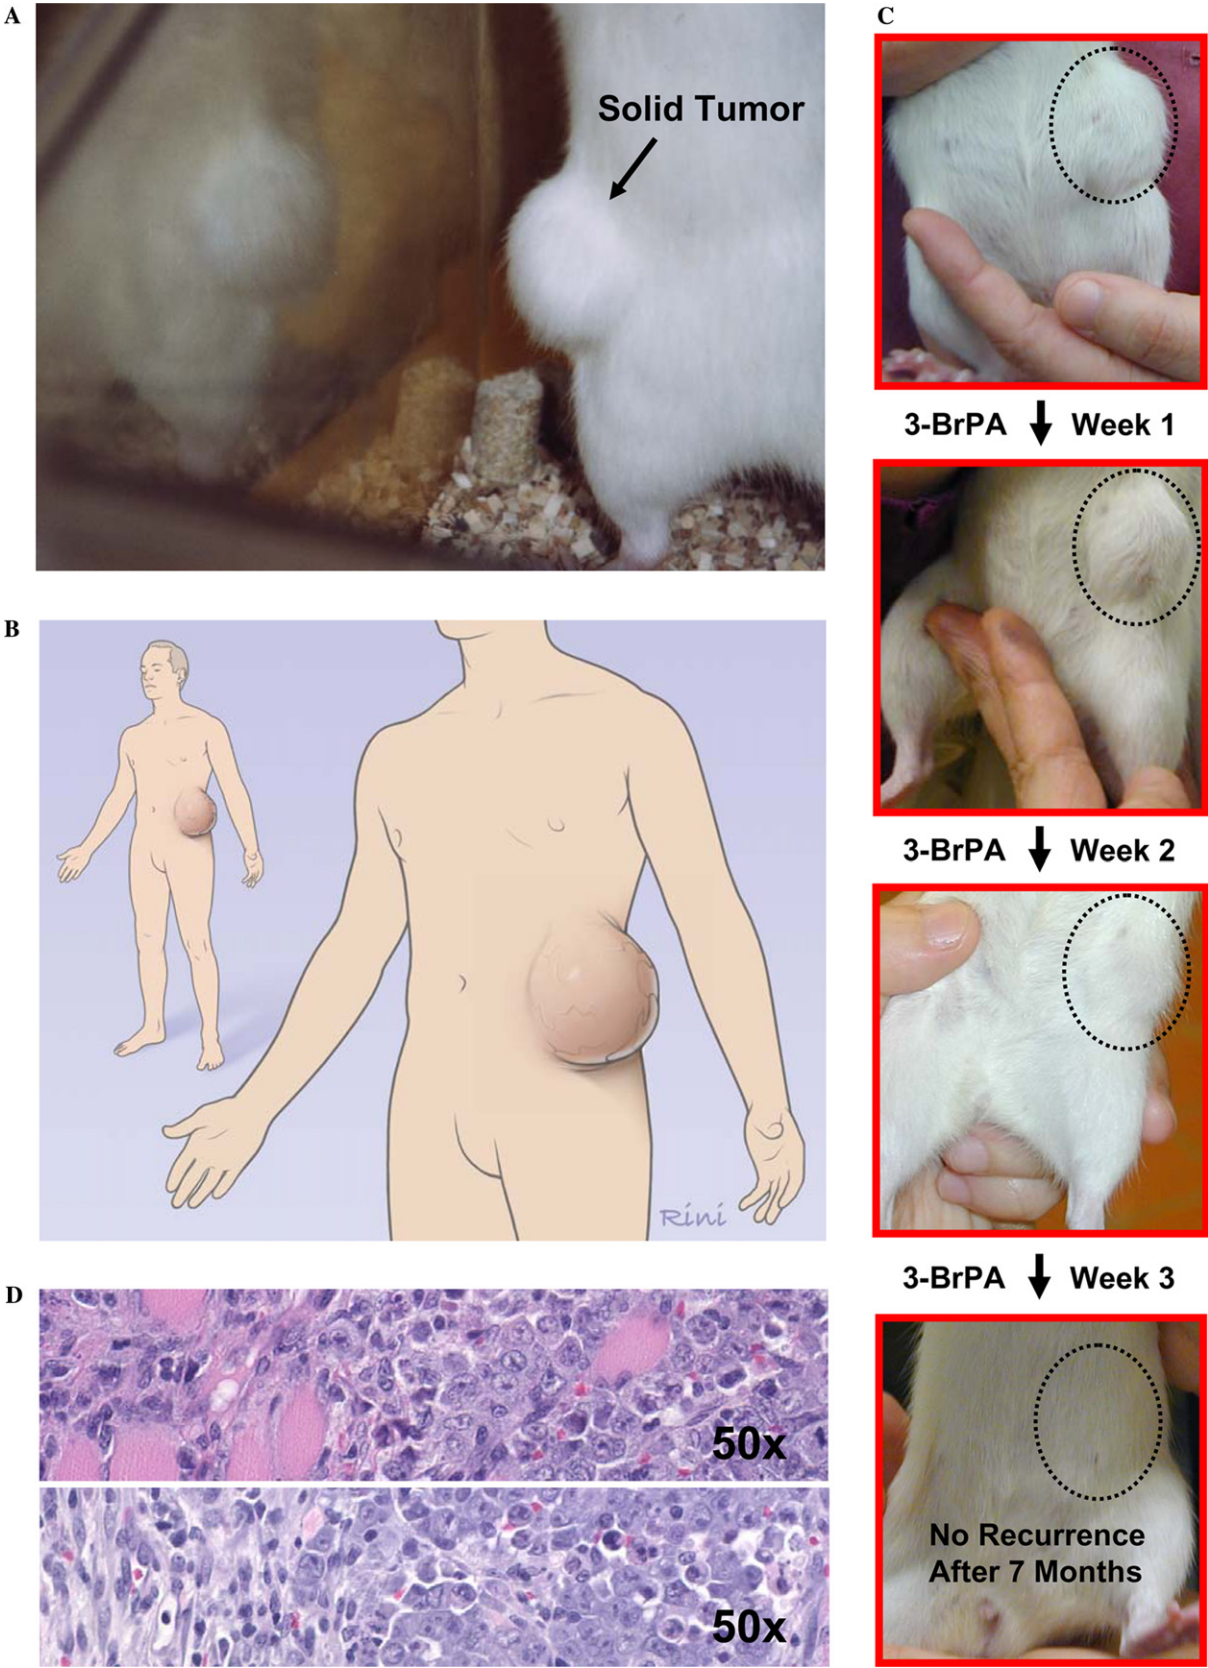 A
Solid Tumor
B
Rini
C
3-BrPA Week 1
3-BrPA Week 2
3-BrPA Week 3
No Recurrence
After 7 Months
D
50x
50x